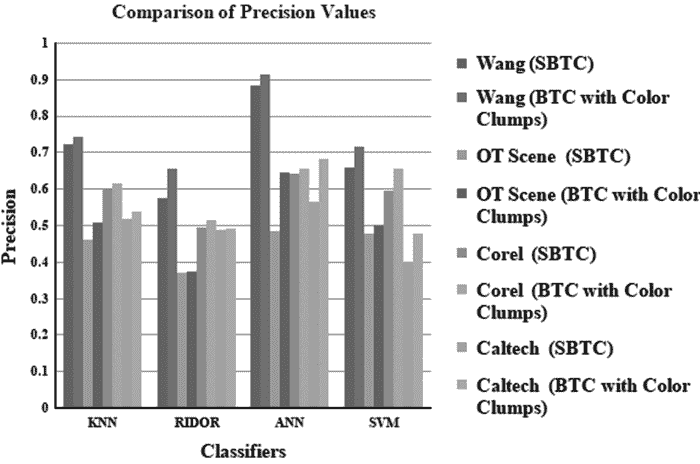 Comparison of Precision Values
1
0.9
0.8
0.7
0.6
0.5
0.4
0.3
0.2
0.1
0
Precision
KNN
RIDOR
ANN
SVM
Classifiers
Wang (SBTC)
Wang (BTC with Color
Clumps)
OT Scene (SBTC)
OT Scene (BTC with Color
Clumps)
Corel (SBTC)
Corel (BTC with Color
Clumps)
Caltech (SBTC)
Caltech (BTC with Color
Clumps)